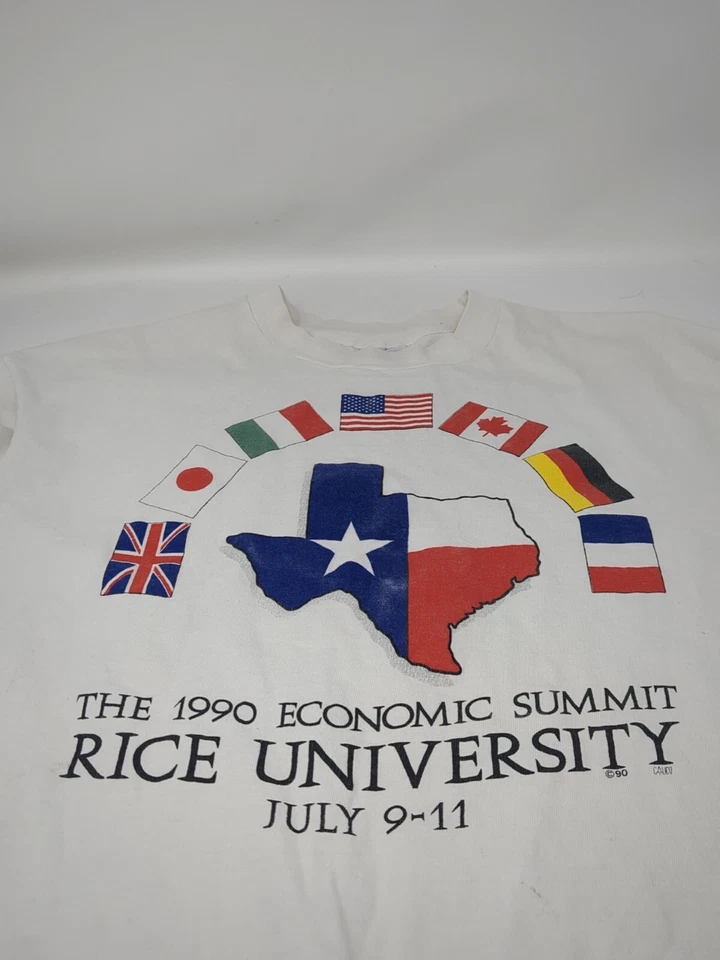 THE 1990 ECONOMIC SUMMIT
RICE UNIVERSITY
©90
JULY 9-11